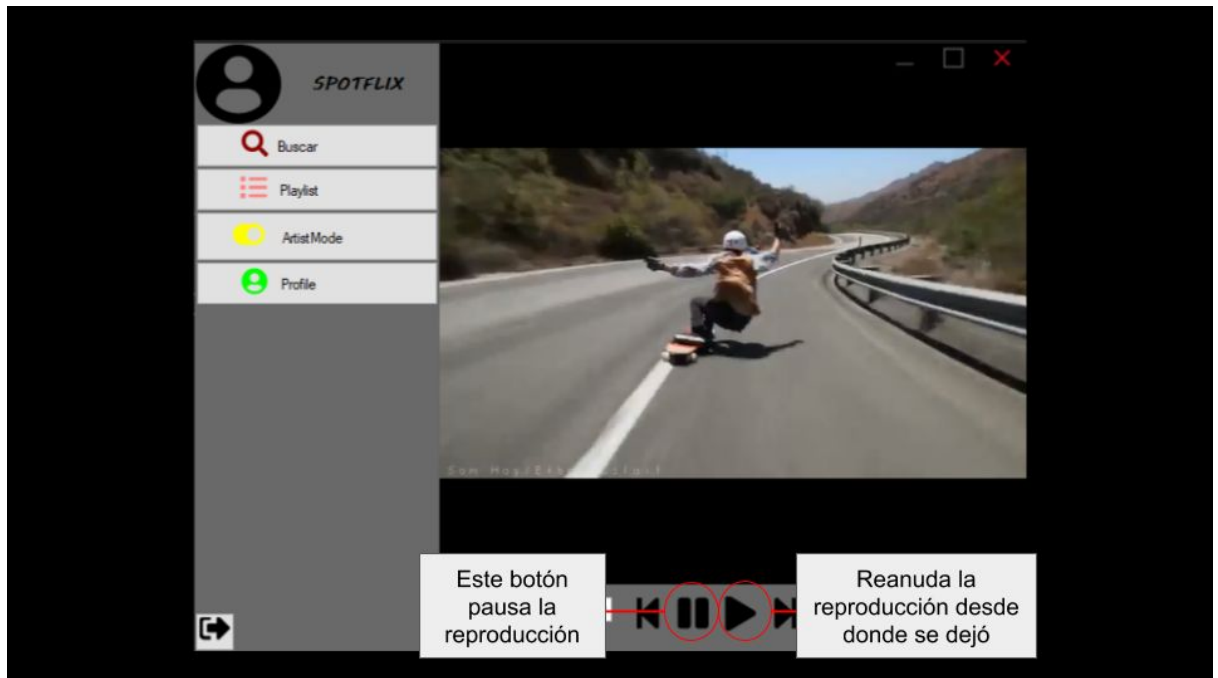 SPOTFLIX
Buscar
Playlist
ArtistMode
Profile
Este botón
pausa la
reproducción
Reanuda la
reproducción desde
donde se dejó